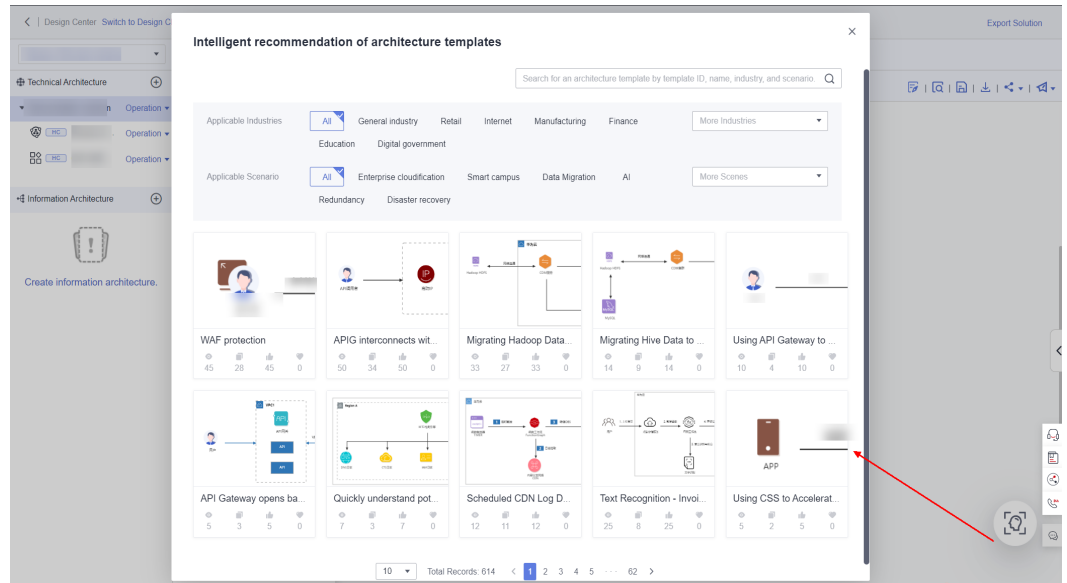 Design Center Switch to Design C
Export Solution
Intelligent recommendation of architecture templates
Search for an architecture template by template ID, name, industry, and scenario.
Technical Architecture
n Operation
HC Operation
HC Operation
Information Architecture
Create information architecture.
Applicable Industries All General industry Retail Internet Manufacturing Finance More Industries
Education Digital government
Applicable Scenario All Enterprise cloudification Smart campus Data Migration AI More Scenes
Redundancy Disaster recovery
IP
WAF protection APIG interconnects wit... Migrating Hadoop Data... Migrating Hive Data to ... Using API Gateway to ...
45 28 45 0 50 34 50 0 33 27 33 0 14 9 14 0 10 4 10 0
API
API
API
APP
API Gateway opens ba... Quickly understand pot... Scheduled CDN Log D... Text Recognition - Invoi... Using CSS to Accelerat...
5 3 5 0 7 3 7 0 12 11 12 0 25 8 25 0 5 2 5 0
10 Total Records: 614 < 1 2 3 4 5 ··· 62 >